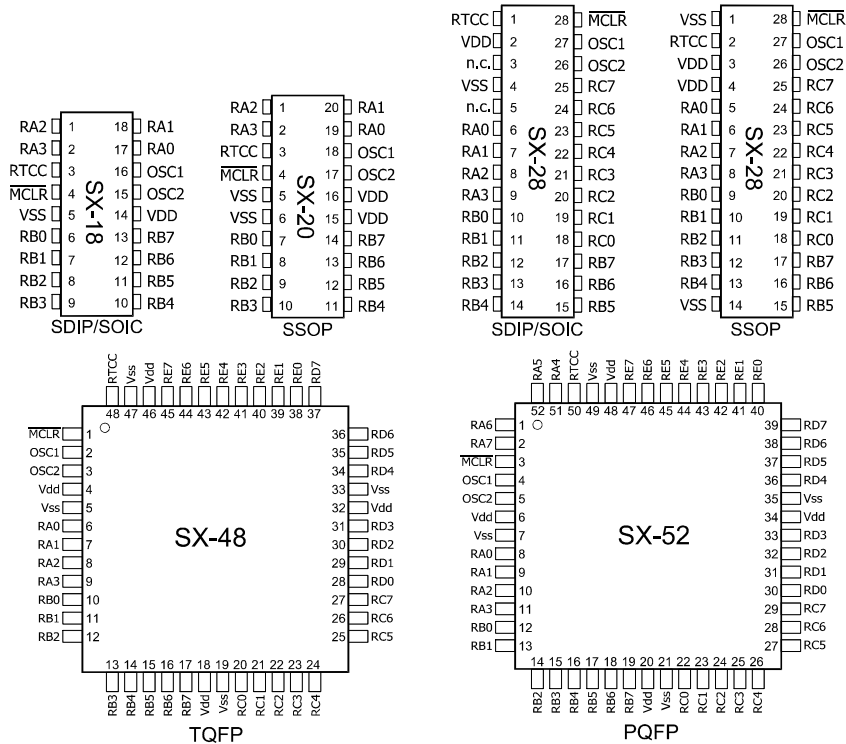 SX-18
RA2 1 18 RA1
RA3 2 17 RA0
RTCC 3 16 OSC1
MCLR 4 15 OSC2
VSS 5 14 VDD
RB0 6 13 RB7
RB1 7 12 RB6
RB2 8 11 RB5
RB3 9 10 RB4
SDIP/SOIC
SX-20
RA2 1 20 RA1
RA3 2 19 RA0
RTCC 3 18 OSC1
MCLR 4 17 OSC2
VSS 5 16 VDD
VSS 6 15 VDD
RB0 7 14 RB7
RB1 8 13 RB6
RB2 9 12 RB5
RB3 10 11 RB4
SSOP
SX-28
RTCC 1 28 MCLR
VDD 2 27 OSC1
n.c. 3 26 OSC2
VSS 4 25 RC7
n.c. 5 24 RC6
RA0 6 23 RC5
RA1 7 22 RC4
RA2 8 21 RC3
RA3 9 20 RC2
RB0 10 19 RC1
RB1 11 18 RC0
RB2 12 17 RB7
RB3 13 16 RB6
RB4 14 15 RB5
SDIP/SOIC
SX-28
VSS 1 28 MCLR
RTCC 2 27 OSC1
VDD 3 26 OSC2
VDD 4 25 RC7
RA0 5 24 RC6
RA1 6 23 RC5
RA2 7 22 RC4
RA3 8 21 RC3
RB0 9 20 RC2
RB1 10 19 RC1
RB2 11 18 RC0
RB3 12 17 RB7
RB4 13 16 RB6
VSS 14 15 RB5
SSOP
RTCC Vss Vdd RE7 RE6 RE5 RE4 RE3 RE2 RE1 RE0 RD7
48 47 46 45 44 43 42 41 40 39 38 37
MCLR 1 36 RD6
OSC1 2 35 RD5
OSC2 3 34 RD4
Vdd 4 33 Vss
Vss 5 32 Vdd
RA0 6 31 RD3
RA1 7 30 RD2
RA2 8 29 RD1
RA3 9 28 RD0
RB0 10 27 RC7
RB1 11 26 RC6
RB2 12 25 RC5
SX-48
13 14 15 16 17 18 19 20 21 22 23 24
RB3 RB4 RB5 RB6 RB7 Vdd Vss RC0 RC1 RC2 RC3 RC4
TQFP
RA5 RA4 RTCC Vss Vdd RE7 RE6 RE5 RE4 RE3 RE2 RE1 RE0
52 51 50 49 48 47 46 45 44 43 42 41 40
RA6 1 39 RD7
RA7 2 38 RD6
MCLR 3 37 RD5
OSC1 4 36 RD4
OSC2 5 35 Vss
Vdd 6 34 Vdd
Vss 7 33 RD3
RA0 8 32 RD2
RA1 9 31 RD1
RA2 10 30 RD0
RA3 11 29 RC7
RB0 12 28 RC6
RB1 13 27 RC5
SX-52
14 15 16 17 18 19 20 21 22 23 24 25 26
RB2 RB3 RB4 RB5 RB6 RB7 Vdd Vss RC0 RC1 RC2 RC3 RC4
PQFP